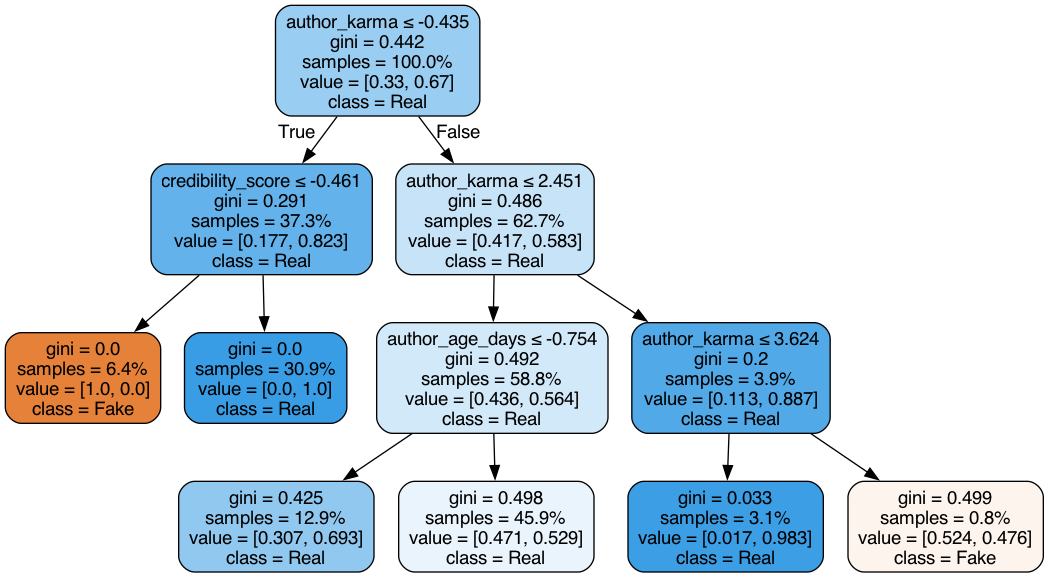 author_karma ≤ -0.435
gini = 0.442
samples = 100.0%
value = [0.33, 0.67]
class = Real
True
False
credibility_score ≤ -0.461
gini = 0.291
samples = 37.3%
value = [0.177, 0.823]
class = Real
author_karma ≤ 2.451
gini = 0.486
samples = 62.7%
value = [0.417, 0.583]
class = Real
gini = 0.0
samples = 6.4%
value = [1.0, 0.0]
class = Fake
gini = 0.0
samples = 30.9%
value = [0.0, 1.0]
class = Real
author_age_days ≤ -0.754
gini = 0.492
samples = 58.8%
value = [0.436, 0.564]
class = Real
author_karma ≤ 3.624
gini = 0.2
samples = 3.9%
value = [0.113, 0.887]
class = Real
gini = 0.425
samples = 12.9%
value = [0.307, 0.693]
class = Real
gini = 0.498
samples = 45.9%
value = [0.471, 0.529]
class = Real
gini = 0.033
samples = 3.1%
value = [0.017, 0.983]
class = Real
gini = 0.499
samples = 0.8%
value = [0.524, 0.476]
class = Fake